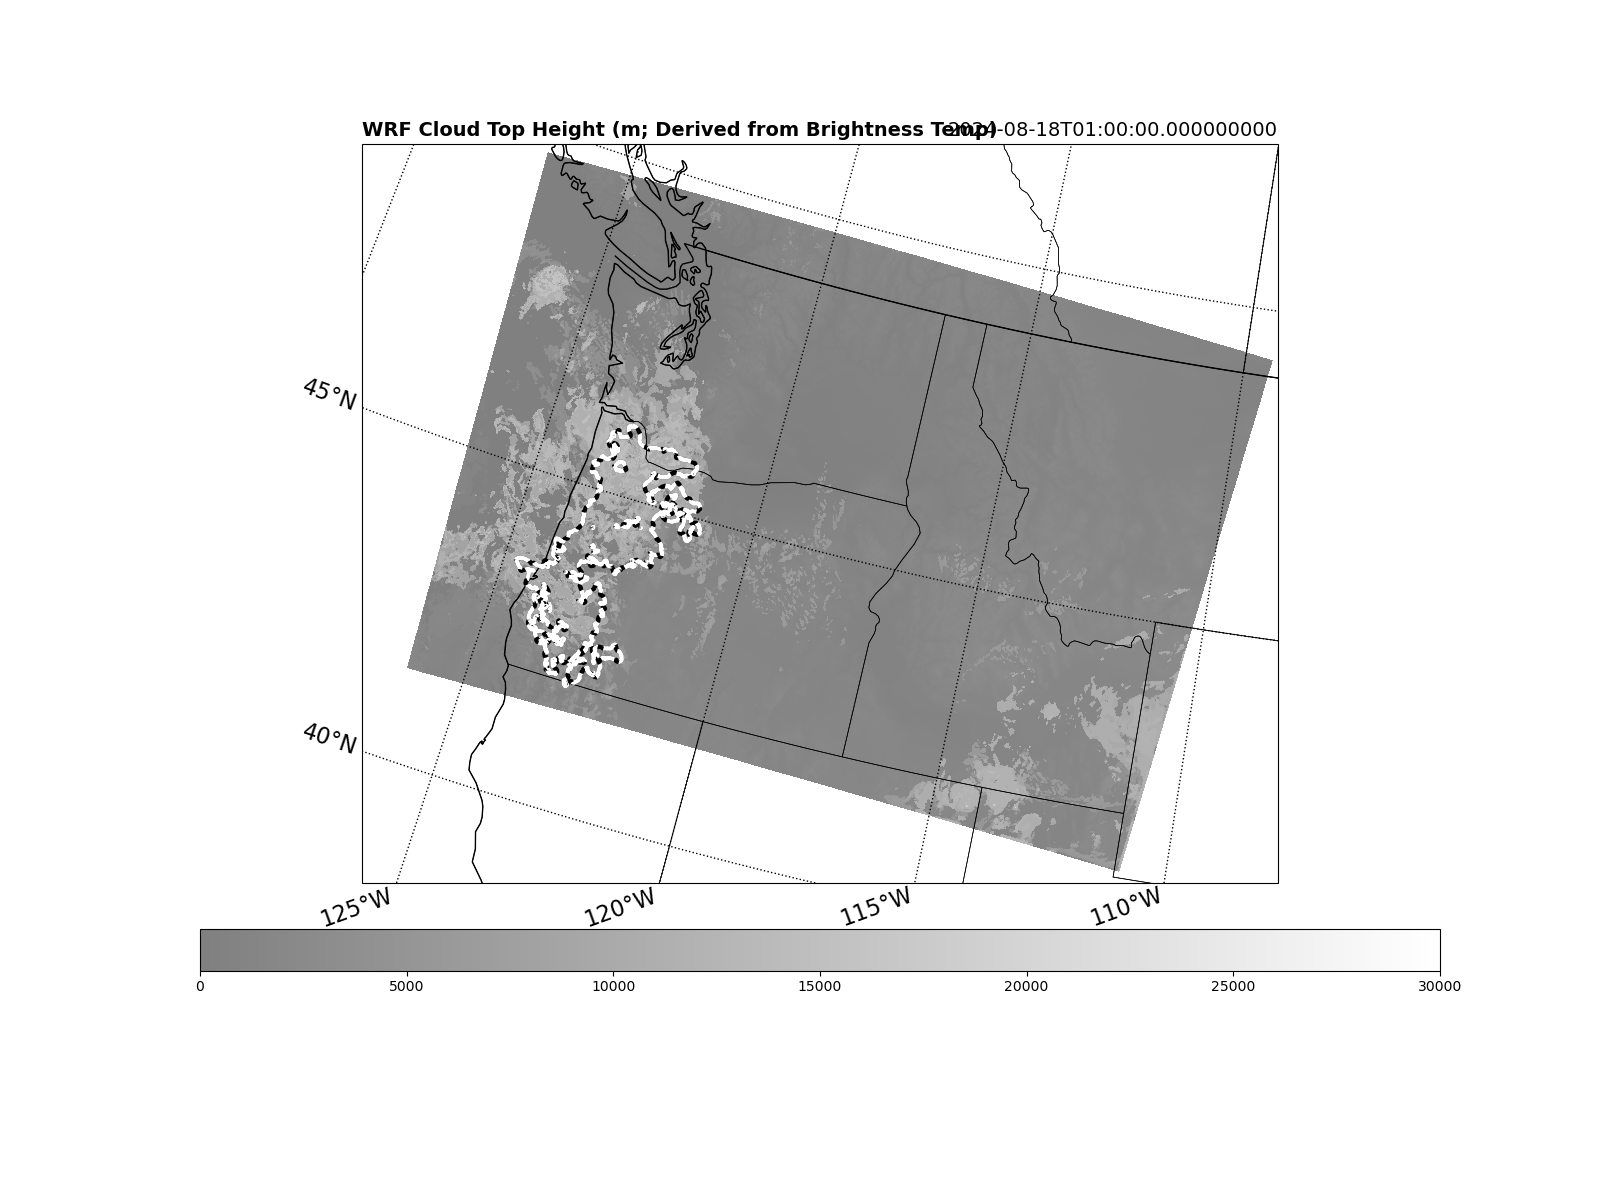 WRF Cloud Top Height (m; Derived from Brightness Temp) 2024-08-18T01:00:00.000000000
45°N
40°N
125°W 120°W 115°W 110°W
0 5000 10000 15000 20000 25000 30000